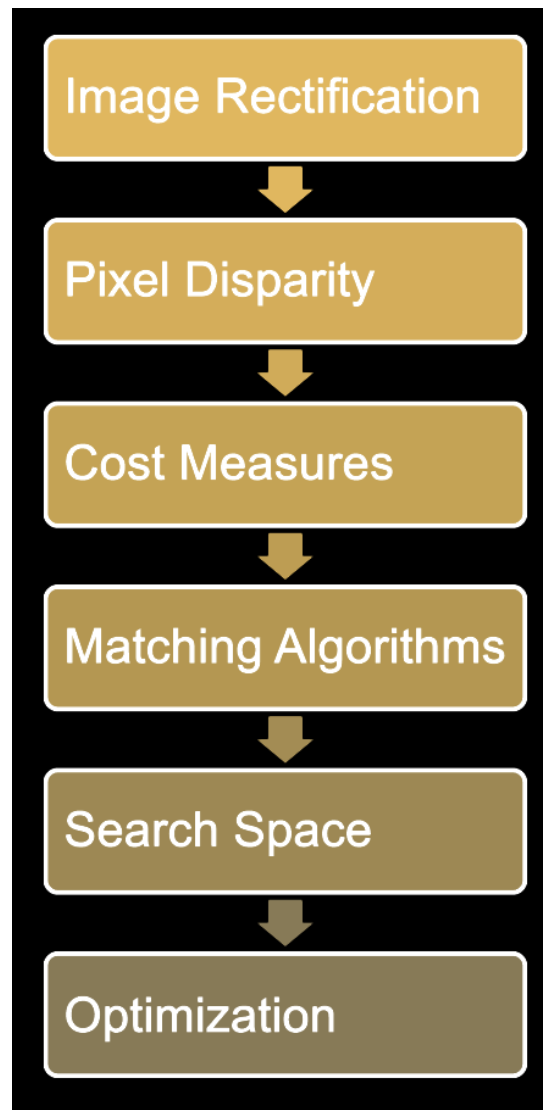 Image Rectification
Pixel Disparity
Cost Measures
Matching Algorithms
Search Space
Optimization